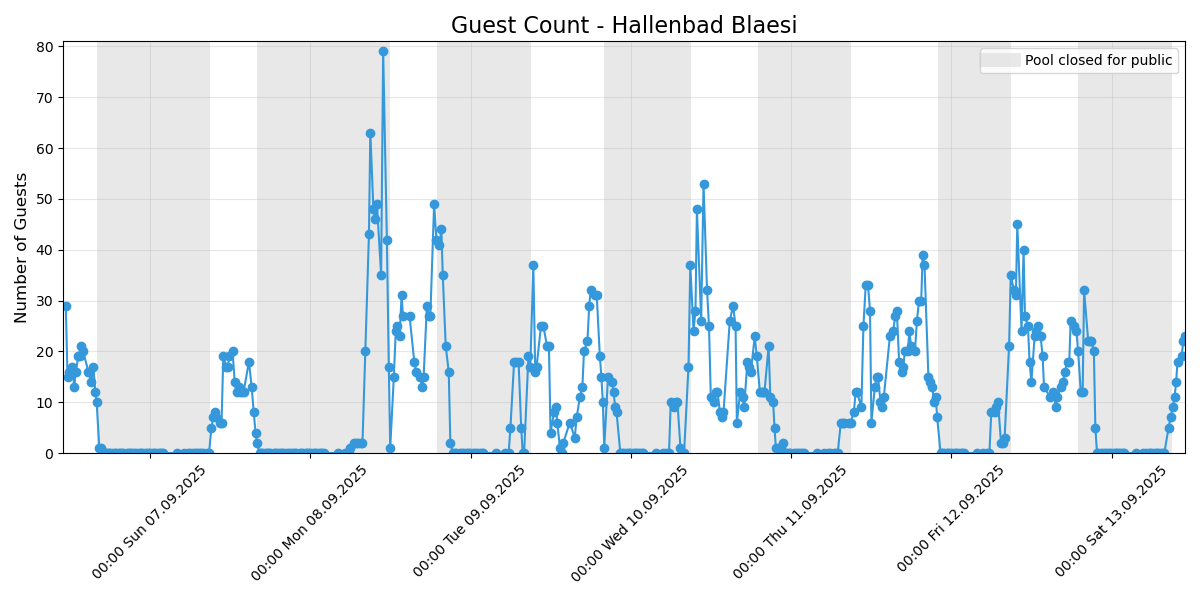 Guest Count - Hallenbad Blaesi
Pool closed for public
Number of Guests
80
70
60
50
40
30
20
10
0
00:00 Sun 07.09.2025
00:00 Mon 08.09.2025
00:00 Tue 09.09.2025
00:00 Wed 10.09.2025
00:00 Thu 11.09.2025
00:00 Fri 12.09.2025
00:00 Sat 13.09.2025